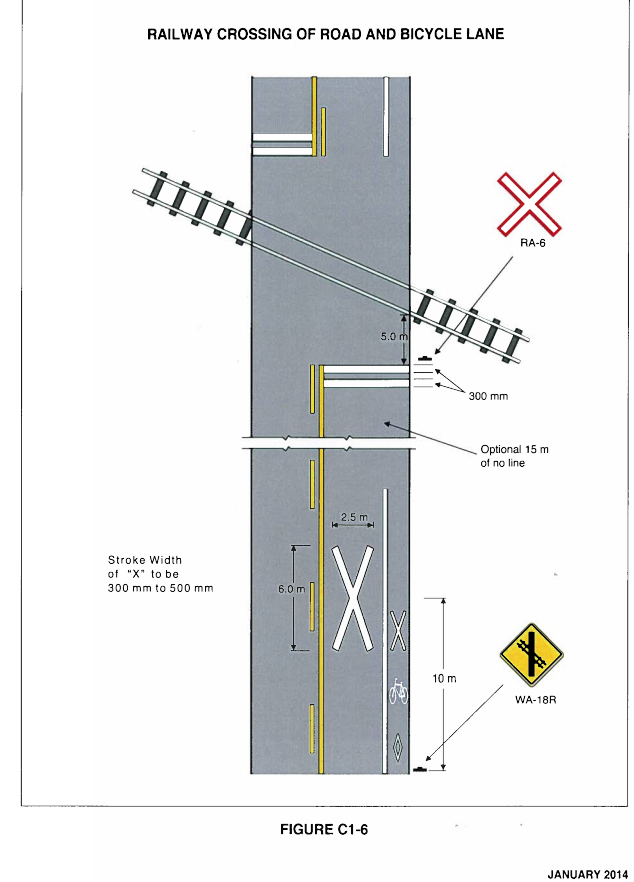 RAILWAY CROSSING OF ROAD AND BICYCLE LANE
RA-6
5.0 m
300 mm
Optional 15 m
of no line
2.5 m
Stroke Width
of "X" to be
300 mm to 500 mm
6.0 m
10 m
WA-18R
FIGURE C1-6
JANUARY 2014